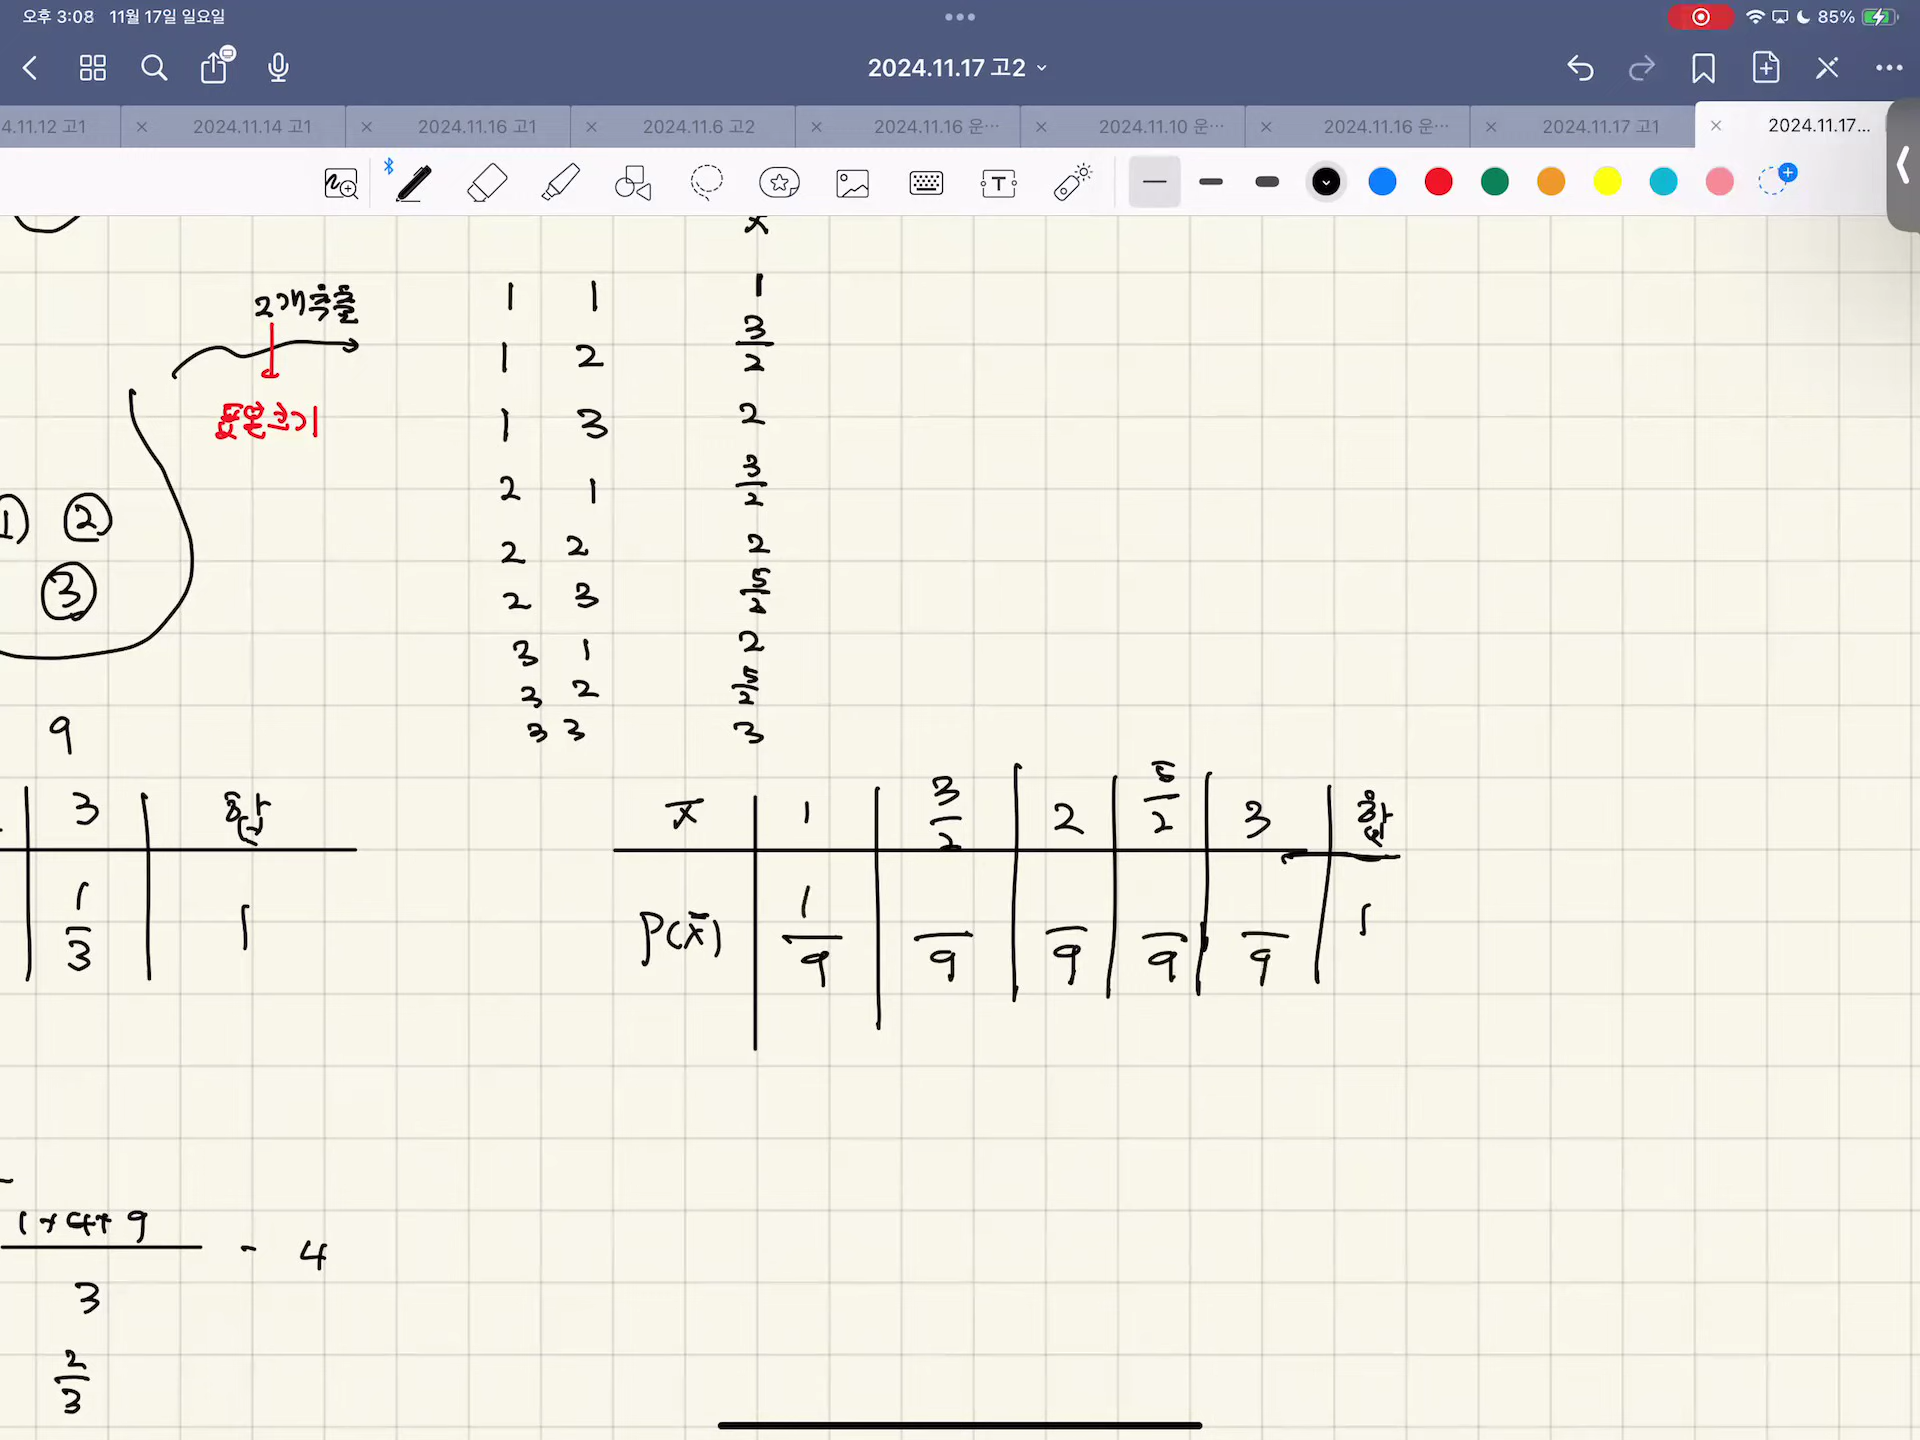 오후 3:08 11월 17일 일요일 85%
2024.11.17 고2
4.11.12 고1 2024.11.14 고1 2024.11.16 고1 2024.11.6 고2 2024.11.16 운… 2024.11.10 운… 2024.11.16 운… 2024.11.17 고1 2024.11.17...
T
x
2개추출
표본크기
1 1 1
1 2 3/2
1 3 2
2 1 3/2
2 2 2
2 3 5/2
3 1 2
3 2 5/2
3 3 3
1 2
3
9
3 합
1/3 1
x̄ 1 3/2 2 5/2 3 합
P(x̄) 1/9 /9 /9 /9 /9 1
1+4+9
3
- 4
2/3